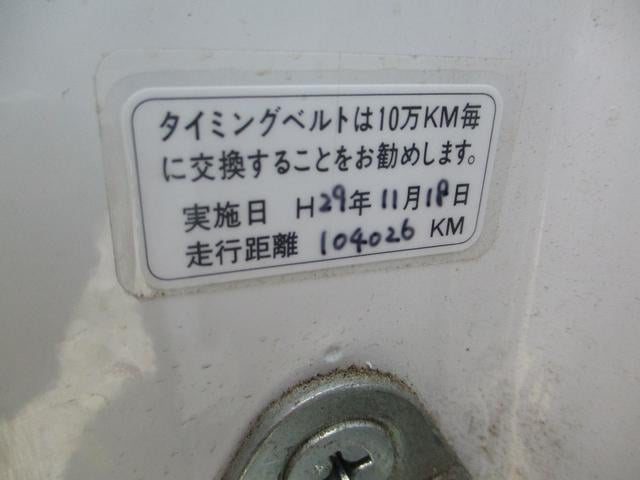 タイミングベルトは10万KM毎
に交換することをお勧めします。
実施日 H29年11月18日
走行距離 104026 KM